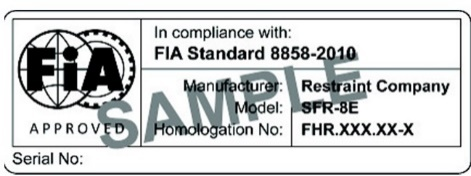 In compliance with:
FIA Standard 8858-2010
FiA
APPROVED
Manufacturer: Restraint Company
Model: SFR-8E
Homologation No: FHR.XXX.XX-X
SAMPLE
Serial No: